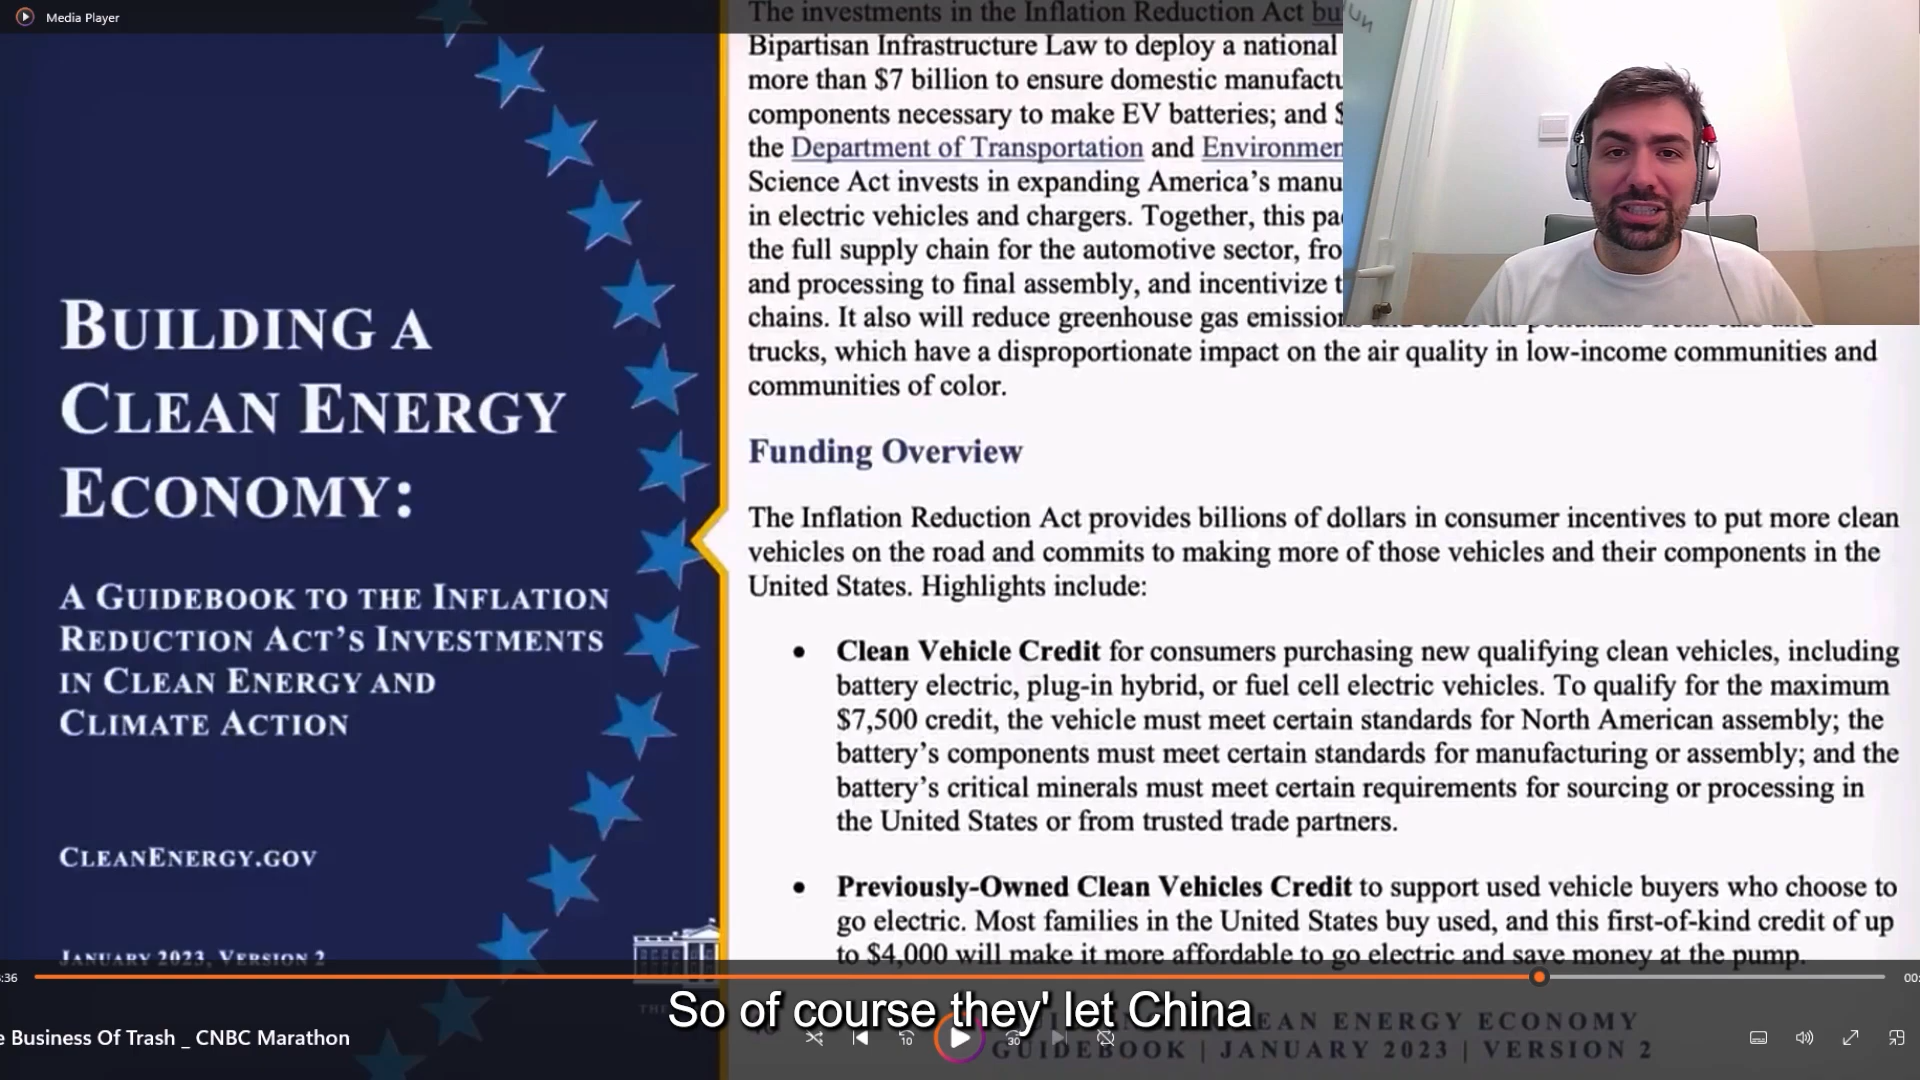 Media Player
The investments in the Inflation Reduction Act bu
Bipartisan Infrastructure Law to deploy a national
more than $7 billion to ensure domestic manufactu
components necessary to make EV batteries; and $
the Department of Transportation and Environmen
Science Act invests in expanding America's manu
in electric vehicles and chargers. Together, this pa
the full supply chain for the automotive sector, fro
and processing to final assembly, and incentivize t
chains. It also will reduce greenhouse gas emission
trucks, which have a disproportionate impact on the air quality in low-income communities and
communities of color.
BUILDING A
CLEAN ENERGY
ECONOMY:
A GUIDEBOOK TO THE INFLATION
REDUCTION ACT'S INVESTMENTS
IN CLEAN ENERGY AND
CLIMATE ACTION
CLEANENERGY.GOV
JANUARY 2023, VERSION 2
Funding Overview
The Inflation Reduction Act provides billions of dollars in consumer incentives to put more clean
vehicles on the road and commits to making more of those vehicles and their components in the
United States. Highlights include:
• Clean Vehicle Credit for consumers purchasing new qualifying clean vehicles, including
battery electric, plug-in hybrid, or fuel cell electric vehicles. To qualify for the maximum
$7,500 credit, the vehicle must meet certain standards for North American assembly; the
battery's components must meet certain standards for manufacturing or assembly; and the
battery's critical minerals must meet certain requirements for sourcing or processing in
the United States or from trusted trade partners.
• Previously-Owned Clean Vehicles Credit to support used vehicle buyers who choose to
go electric. Most families in the United States buy used, and this first-of-kind credit of up
to $4,000 will make it more affordable to go electric and save money at the pump.
:36
00:
So of course they' let China
e Business Of Trash _ CNBC Marathon
10
30
EAN ENERGY ECONOMY
GUIDEBOOK | JANUARY 2023 | VERSION 2